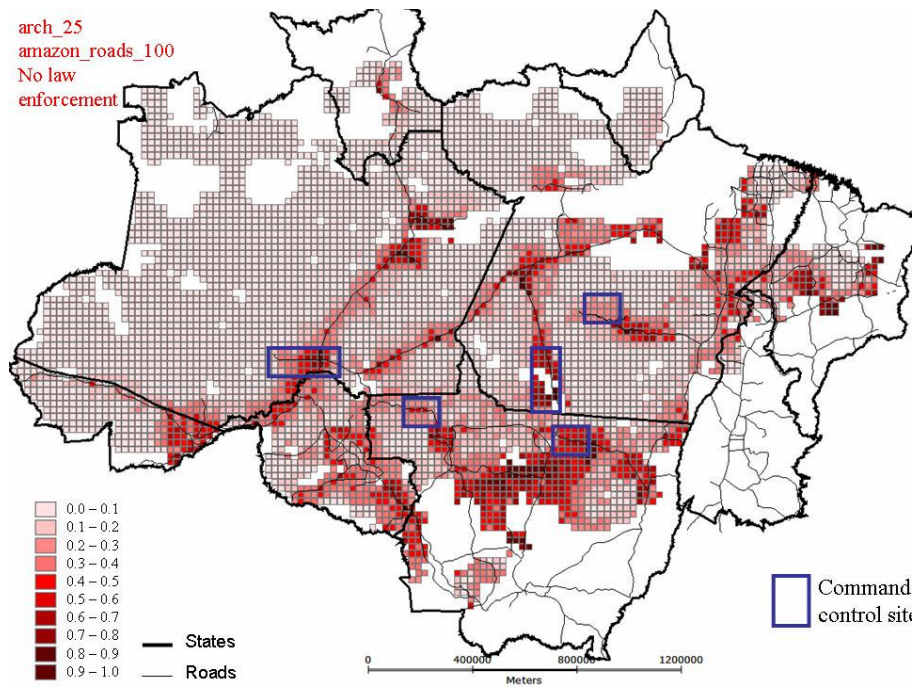 arch_25
amazon_roads_100
No law
enforcement
0.0 – 0.1
0.1 – 0.2
0.2 – 0.3
0.3 – 0.4
0.4 – 0.5
0.5 – 0.6
0.6 – 0.7
0.7 – 0.8
0.8 – 0.9
0.9 – 1.0
States
Roads
0 400000 800000 1200000
Meters
Command
control site